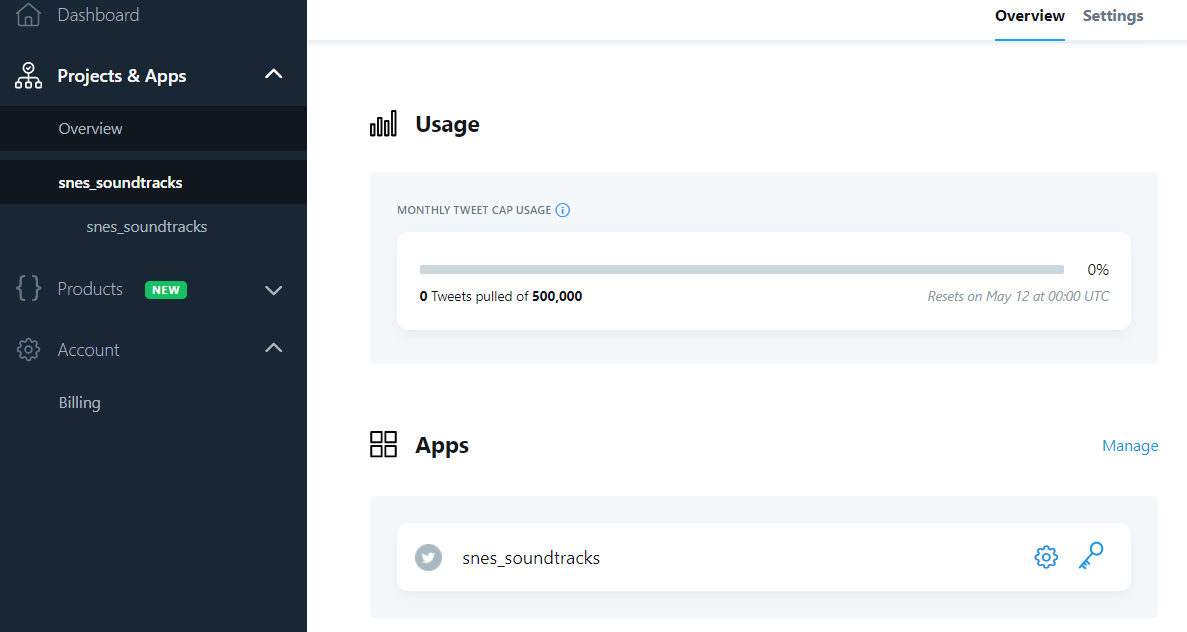 Dashboard
Projects & Apps
Overview
snes_soundtracks
snes_soundtracks
Products NEW
Account
Billing
Overview Settings
Usage
MONTHLY TWEET CAP USAGE
0%
0 Tweets pulled of 500,000
Resets on May 12 at 00:00 UTC
Apps
Manage
snes_soundtracks